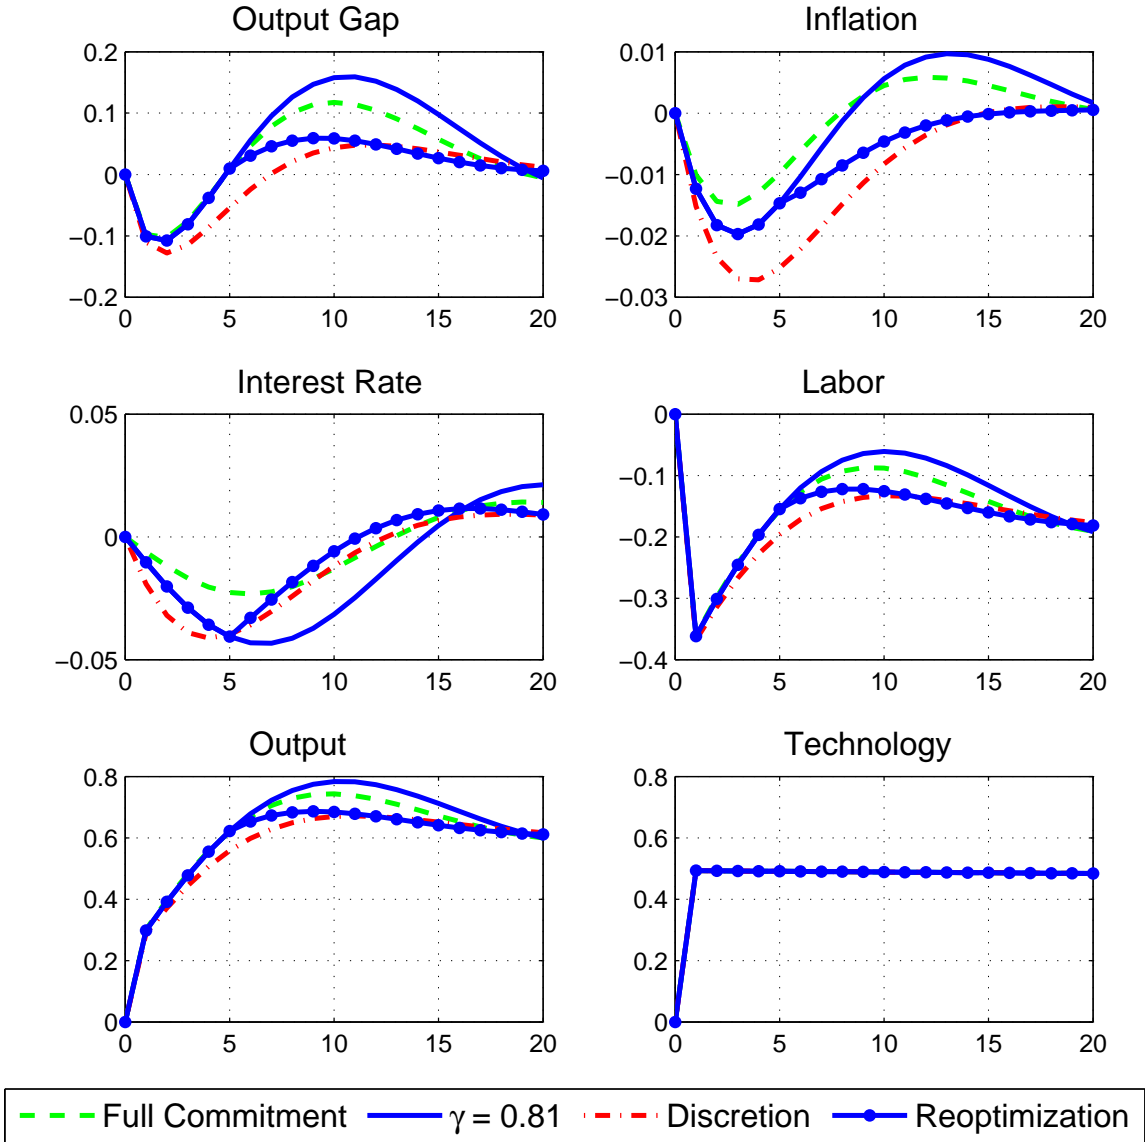 Output Gap
0.2
0.1
0
−0.1
−0.2
0 5 10 15 20
Inflation
0.01
0
−0.01
−0.02
−0.03
0 5 10 15 20
Interest Rate
0.05
0
−0.05
0 5 10 15 20
Labor
0
−0.1
−0.2
−0.3
−0.4
0 5 10 15 20
Output
0.8
0.6
0.4
0.2
0
0 5 10 15 20
Technology
0.8
0.6
0.4
0.2
0
0 5 10 15 20
Full Commitment γ = 0.81 Discretion Reoptimization